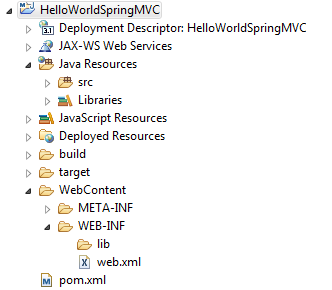 HelloWorldSpringMVC
Deployment Descriptor: HelloWorldSpringMVC
JAX-WS Web Services
Java Resources
src
Libraries
JavaScript Resources
Deployed Resources
build
target
WebContent
META-INF
WEB-INF
lib
web.xml
pom.xml